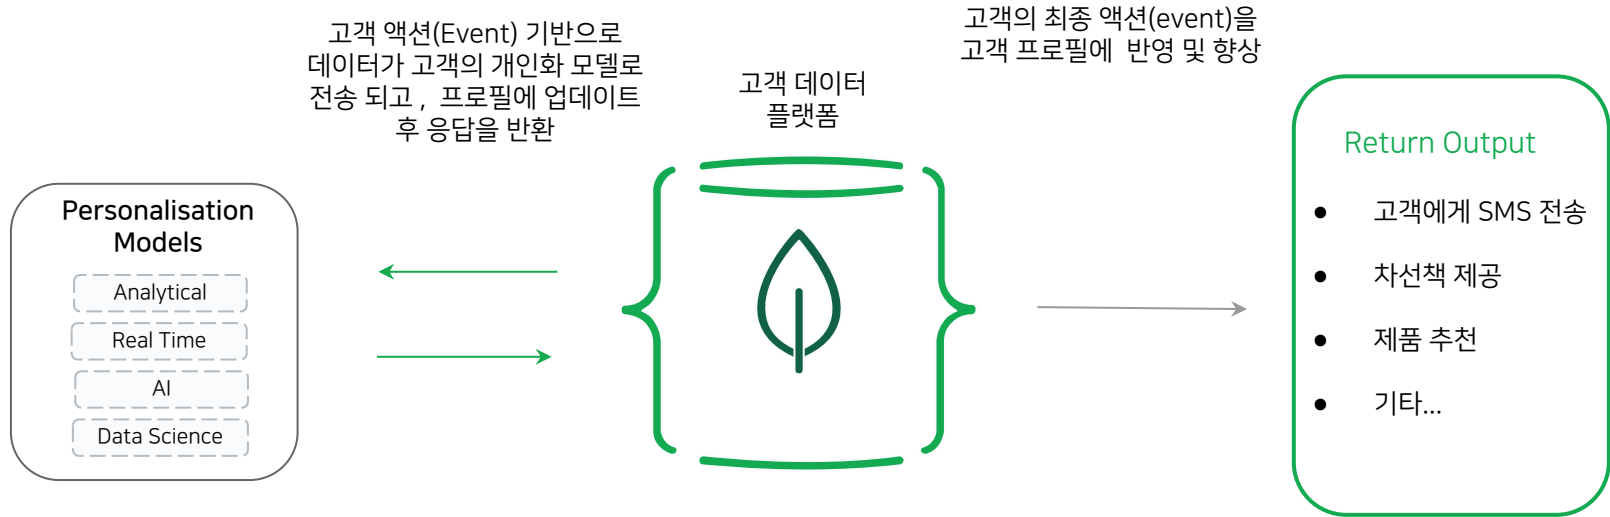 고객 액션(Event) 기반으로
데이터가 고객의 개인화 모델로
전송 되고 , 프로필에 업데이트
후 응답을 반환
고객 데이터
플랫폼
고객의 최종 액션(event)을
고객 프로필에 반영 및 향상
Personalisation
Models
Analytical
Real Time
AI
Data Science
Return Output
● 고객에게 SMS 전송
● 차선책 제공
● 제품 추천
● 기타...